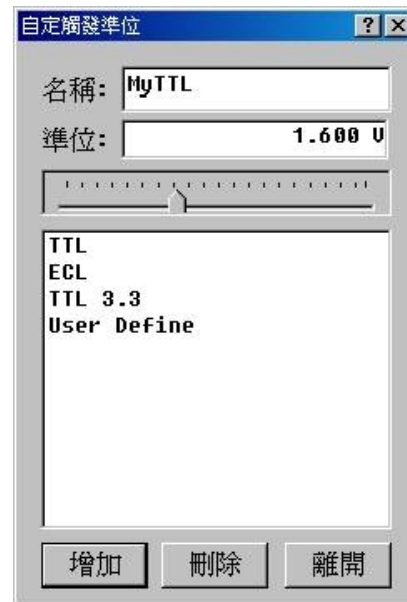 自定觸發準位
名稱: MyTTL
準位: 1.600 V
TTL
ECL
TTL 3.3
User Define
增加 刪除 離開